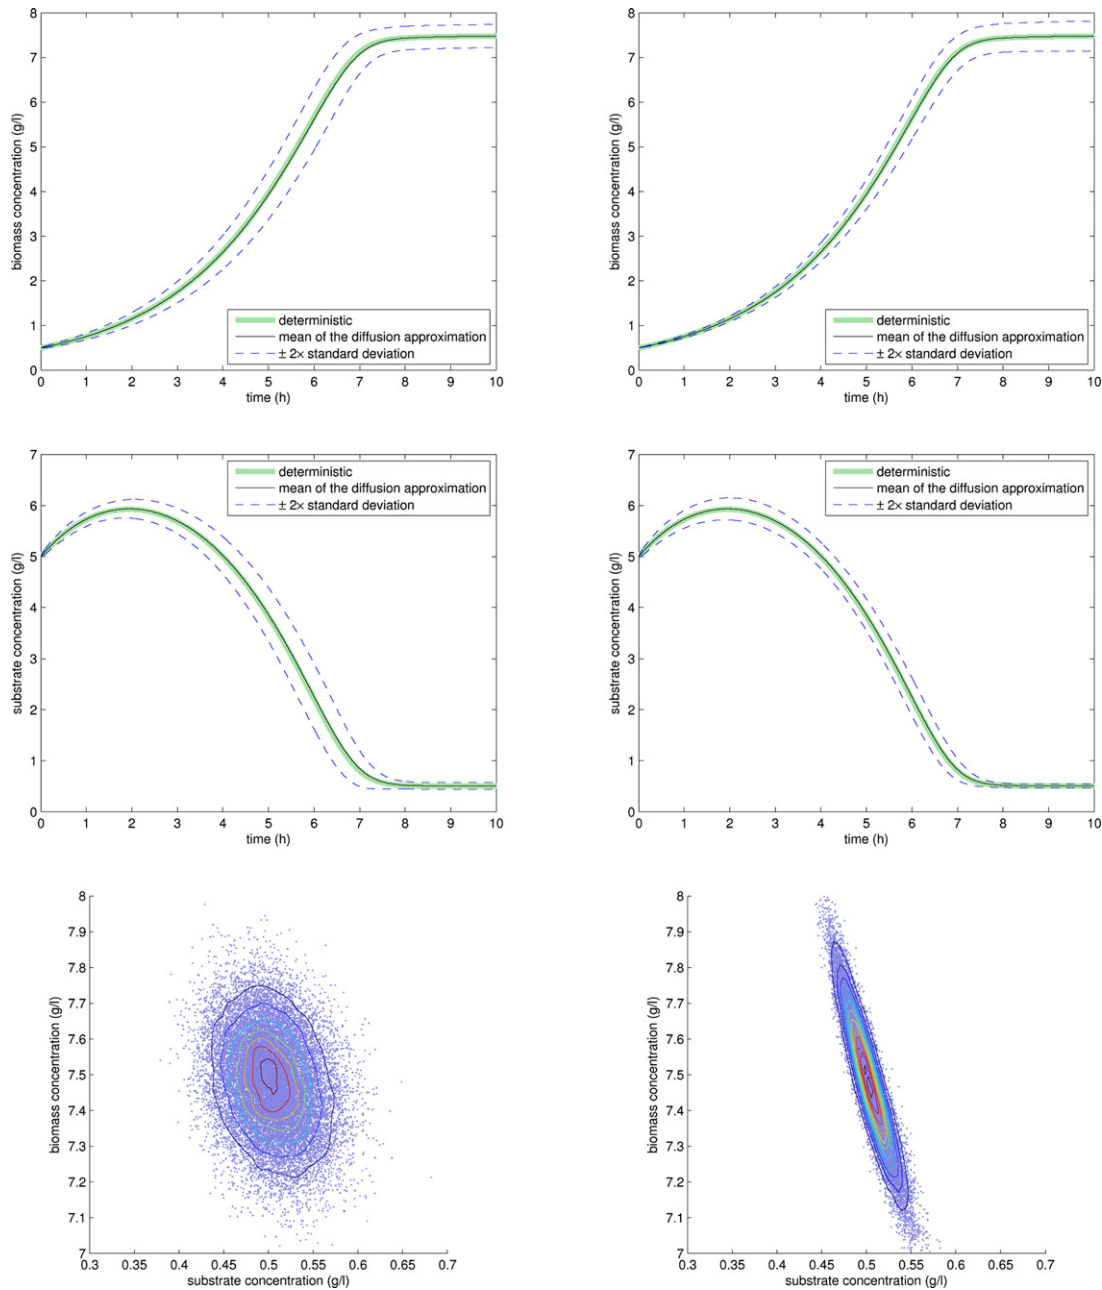 8
7
6
5
4
3
2
1
0
biomass concentration (g/l)
deterministic
mean of the diffusion approximation
± 2× standard deviation
0 1 2 3 4 5 6 7 8 9 10
time (h)
8
7
6
5
4
3
2
1
0
biomass concentration (g/l)
deterministic
mean of the diffusion approximation
± 2× standard deviation
0 1 2 3 4 5 6 7 8 9 10
time (h)
7
6
5
4
3
2
1
0
substrate concentration (g/l)
deterministic
mean of the diffusion approximation
± 2× standard deviation
0 1 2 3 4 5 6 7 8 9 10
time (h)
7
6
5
4
3
2
1
0
substrate concentration (g/l)
deterministic
mean of the diffusion approximation
± 2× standard deviation
0 1 2 3 4 5 6 7 8 9 10
time (h)
8
7.9
7.8
7.7
7.6
7.5
7.4
7.3
7.2
7.1
7
biomass concentration (g/l)
0.3 0.35 0.4 0.45 0.5 0.55 0.6 0.65 0.7
substrate concentration (g/l)
8
7.9
7.8
7.7
7.6
7.5
7.4
7.3
7.2
7.1
7
biomass concentration (g/l)
0.3 0.35 0.4 0.45 0.5 0.55 0.6 0.65 0.7
substrate concentration (g/l)